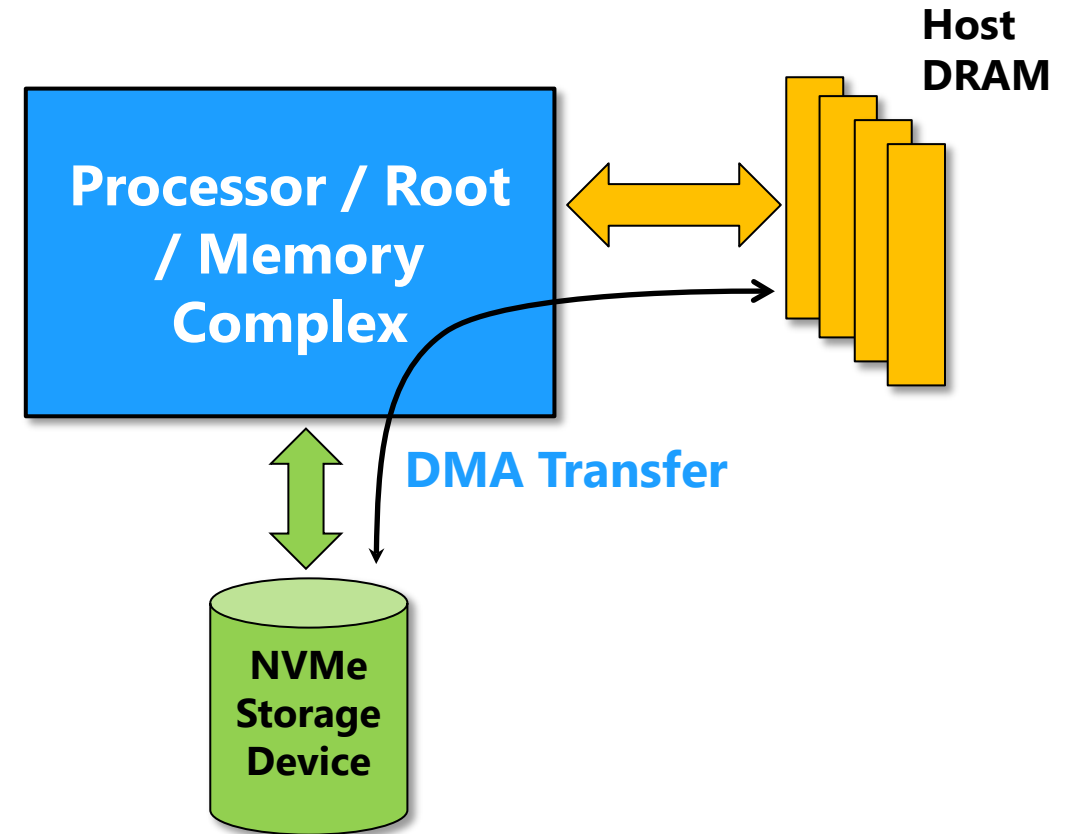 Host
DRAM
Processor / Root
/ Memory
Complex
DMA Transfer
NVMe
Storage
Device